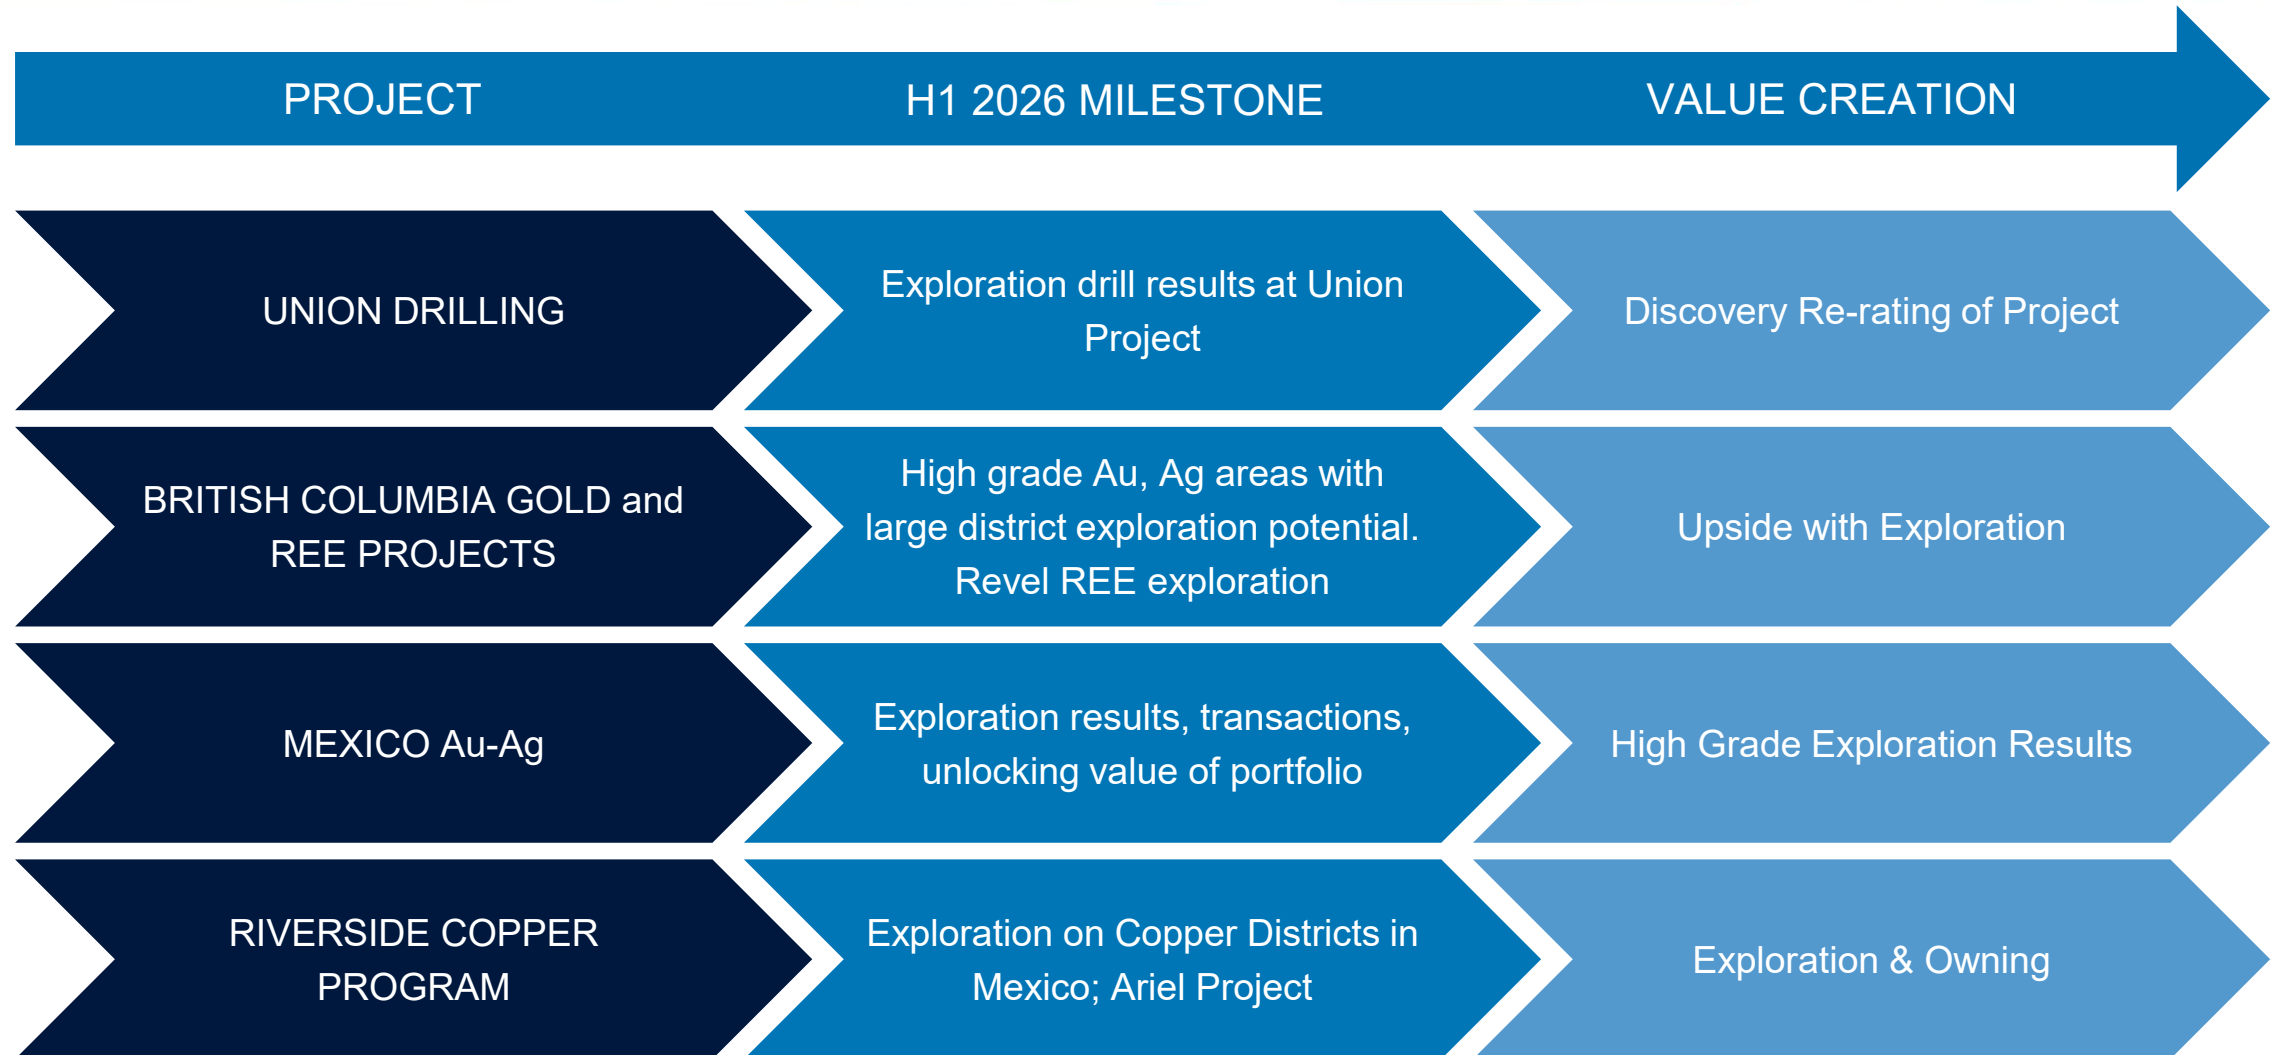 PROJECT
H1 2026 MILESTONE
VALUE CREATION
UNION DRILLING
Exploration drill results at Union
Project
Discovery Re-rating of Project
BRITISH COLUMBIA GOLD and
REE PROJECTS
High grade Au, Ag areas with
large district exploration potential.
Revel REE exploration
Upside with Exploration
MEXICO Au-Ag
Exploration results, transactions,
unlocking value of portfolio
High Grade Exploration Results
RIVERSIDE COPPER
PROGRAM
Exploration on Copper Districts in
Mexico; Ariel Project
Exploration & Owning